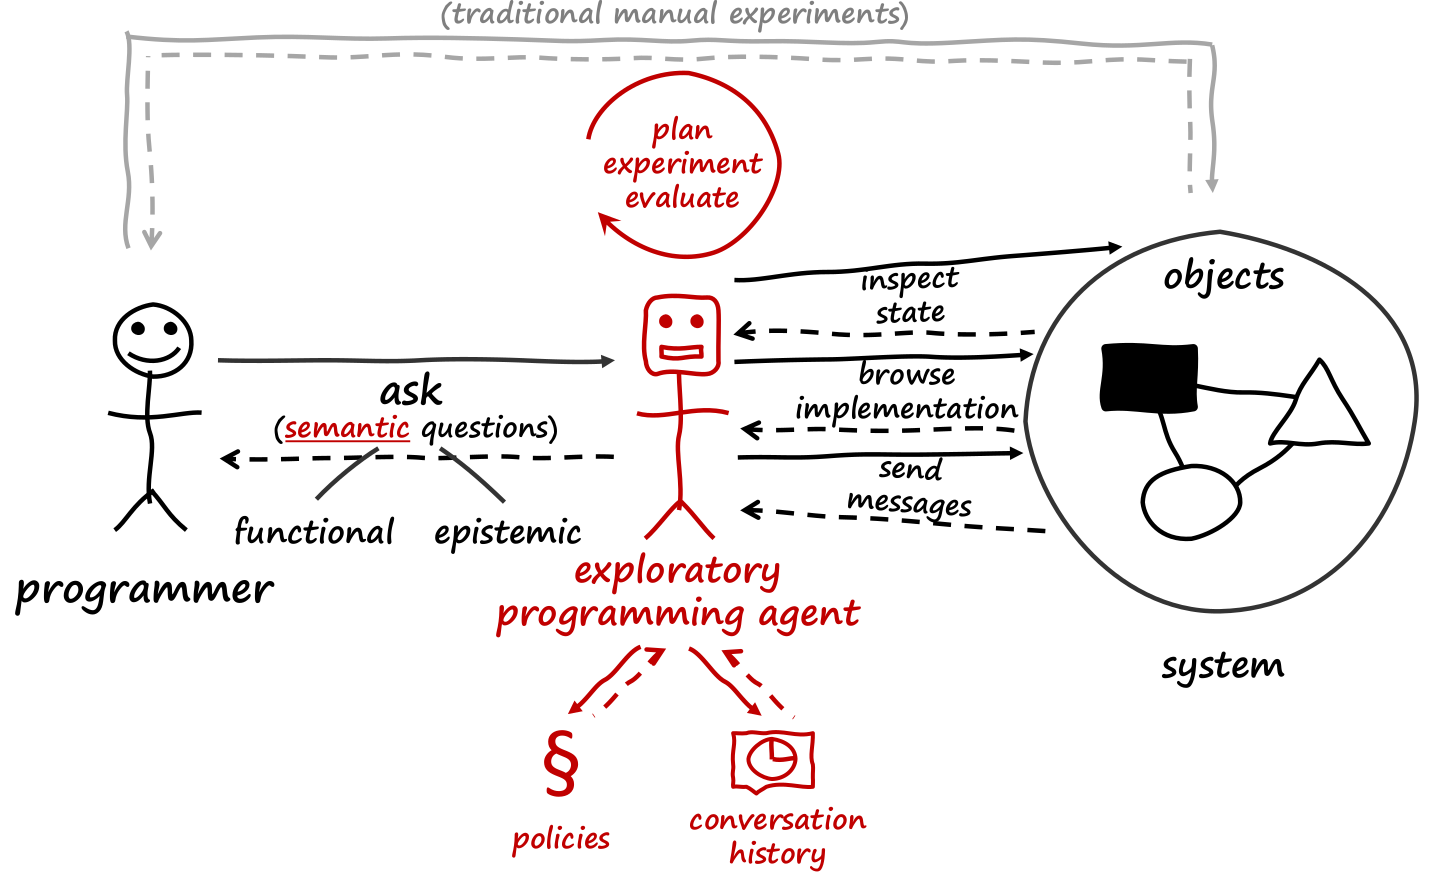 (traditional manual experiments)
plan
experiment
evaluate
objects
inspect
state
browse
implementation
send
messages
ask
(semantic questions)
functional
epistemic
programmer
exploratory
programming agent
system
§
policies
conversation
history